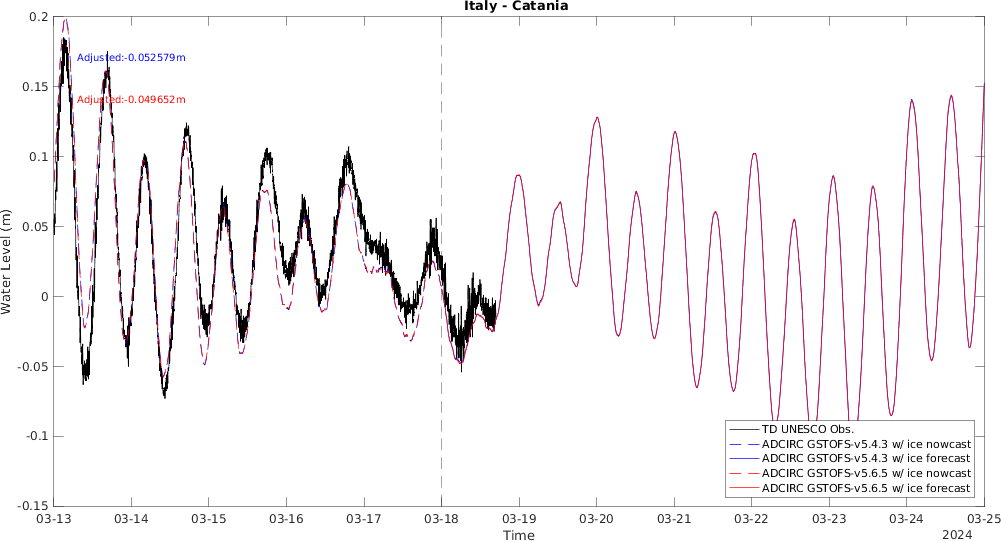 Italy - Catania
0.2
0.15
0.1
0.05
0
-0.05
-0.1
-0.15
Water Level (m)
Adjusted:-0.052579m
Adjusted:-0.049652m
TD UNESCO Obs.
ADCIRC GSTOFS-v5.4.3 w/ ice nowcast
ADCIRC GSTOFS-v5.4.3 w/ ice forecast
ADCIRC GSTOFS-v5.6.5 w/ ice nowcast
ADCIRC GSTOFS-v5.6.5 w/ ice forecast
03-13 03-14 03-15 03-16 03-17 03-18 03-19 03-20 03-21 03-22 03-23 03-24 03-25
Time
2024